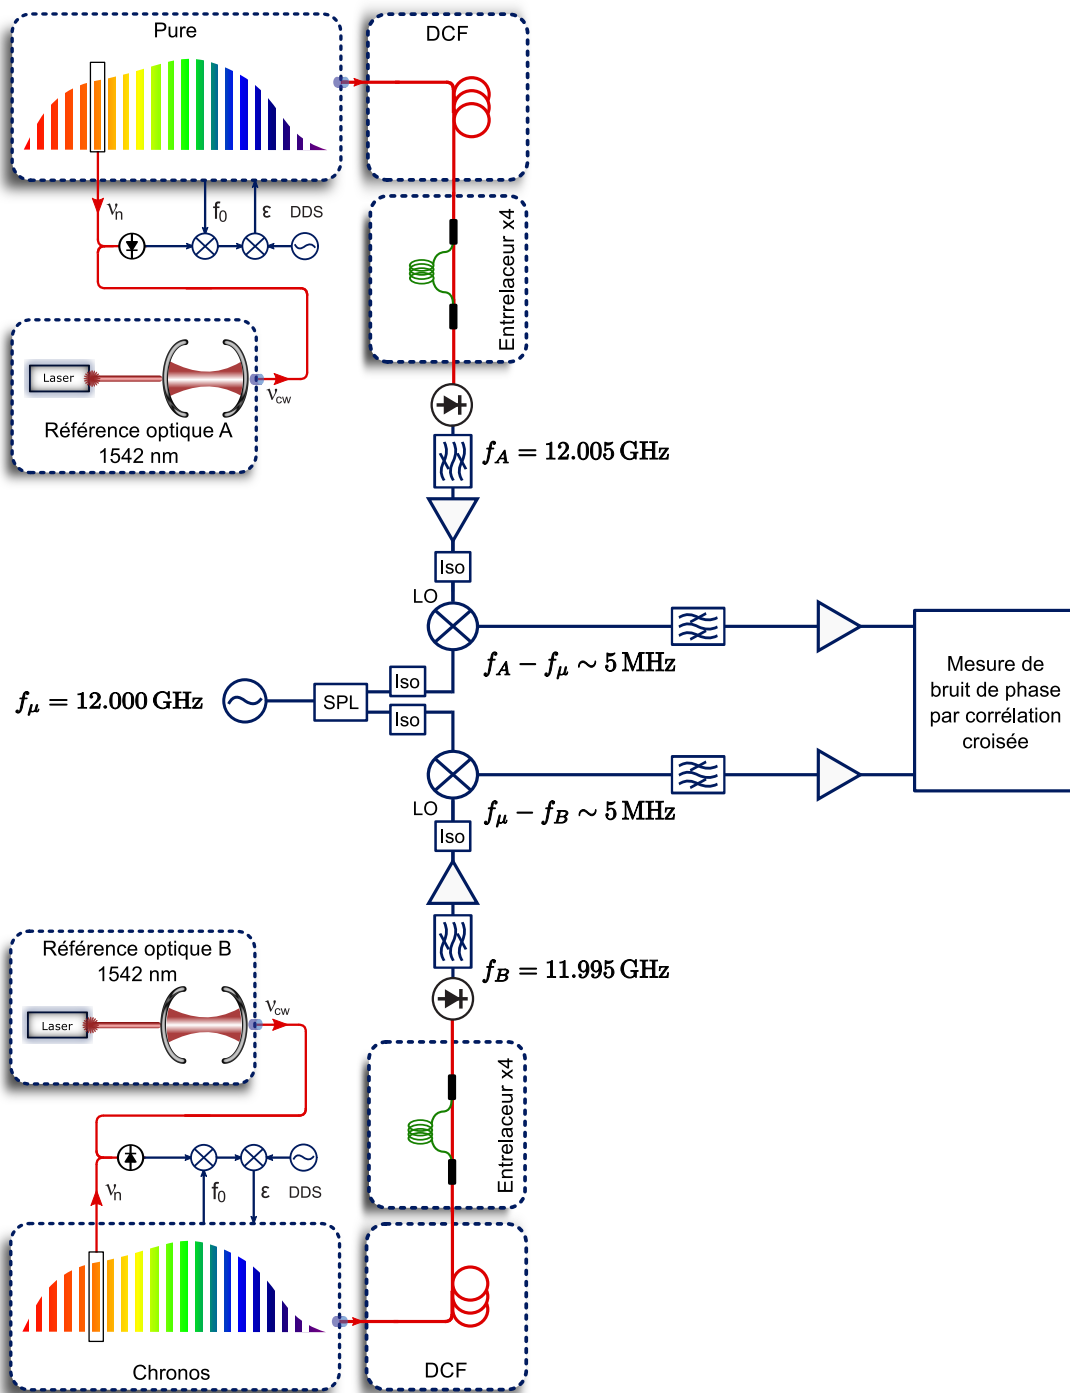 Pure
DCF
νn
f0
ε
DDS
Entrrelaceur x4
Laser
νcw
Référence optique A
1542 nm
fA = 12.005 GHz
Iso
LO
fA − fμ ∼ 5 MHz
Iso
fμ = 12.000 GHz
SPL
Iso
Mesure de
bruit de phase
par corrélation
croisée
LO
fμ − fB ∼ 5 MHz
Iso
Référence optique B
1542 nm
νcw
Laser
fB = 11.995 GHz
Entrelaceur x4
νn
f0
ε
DDS
Chronos
DCF